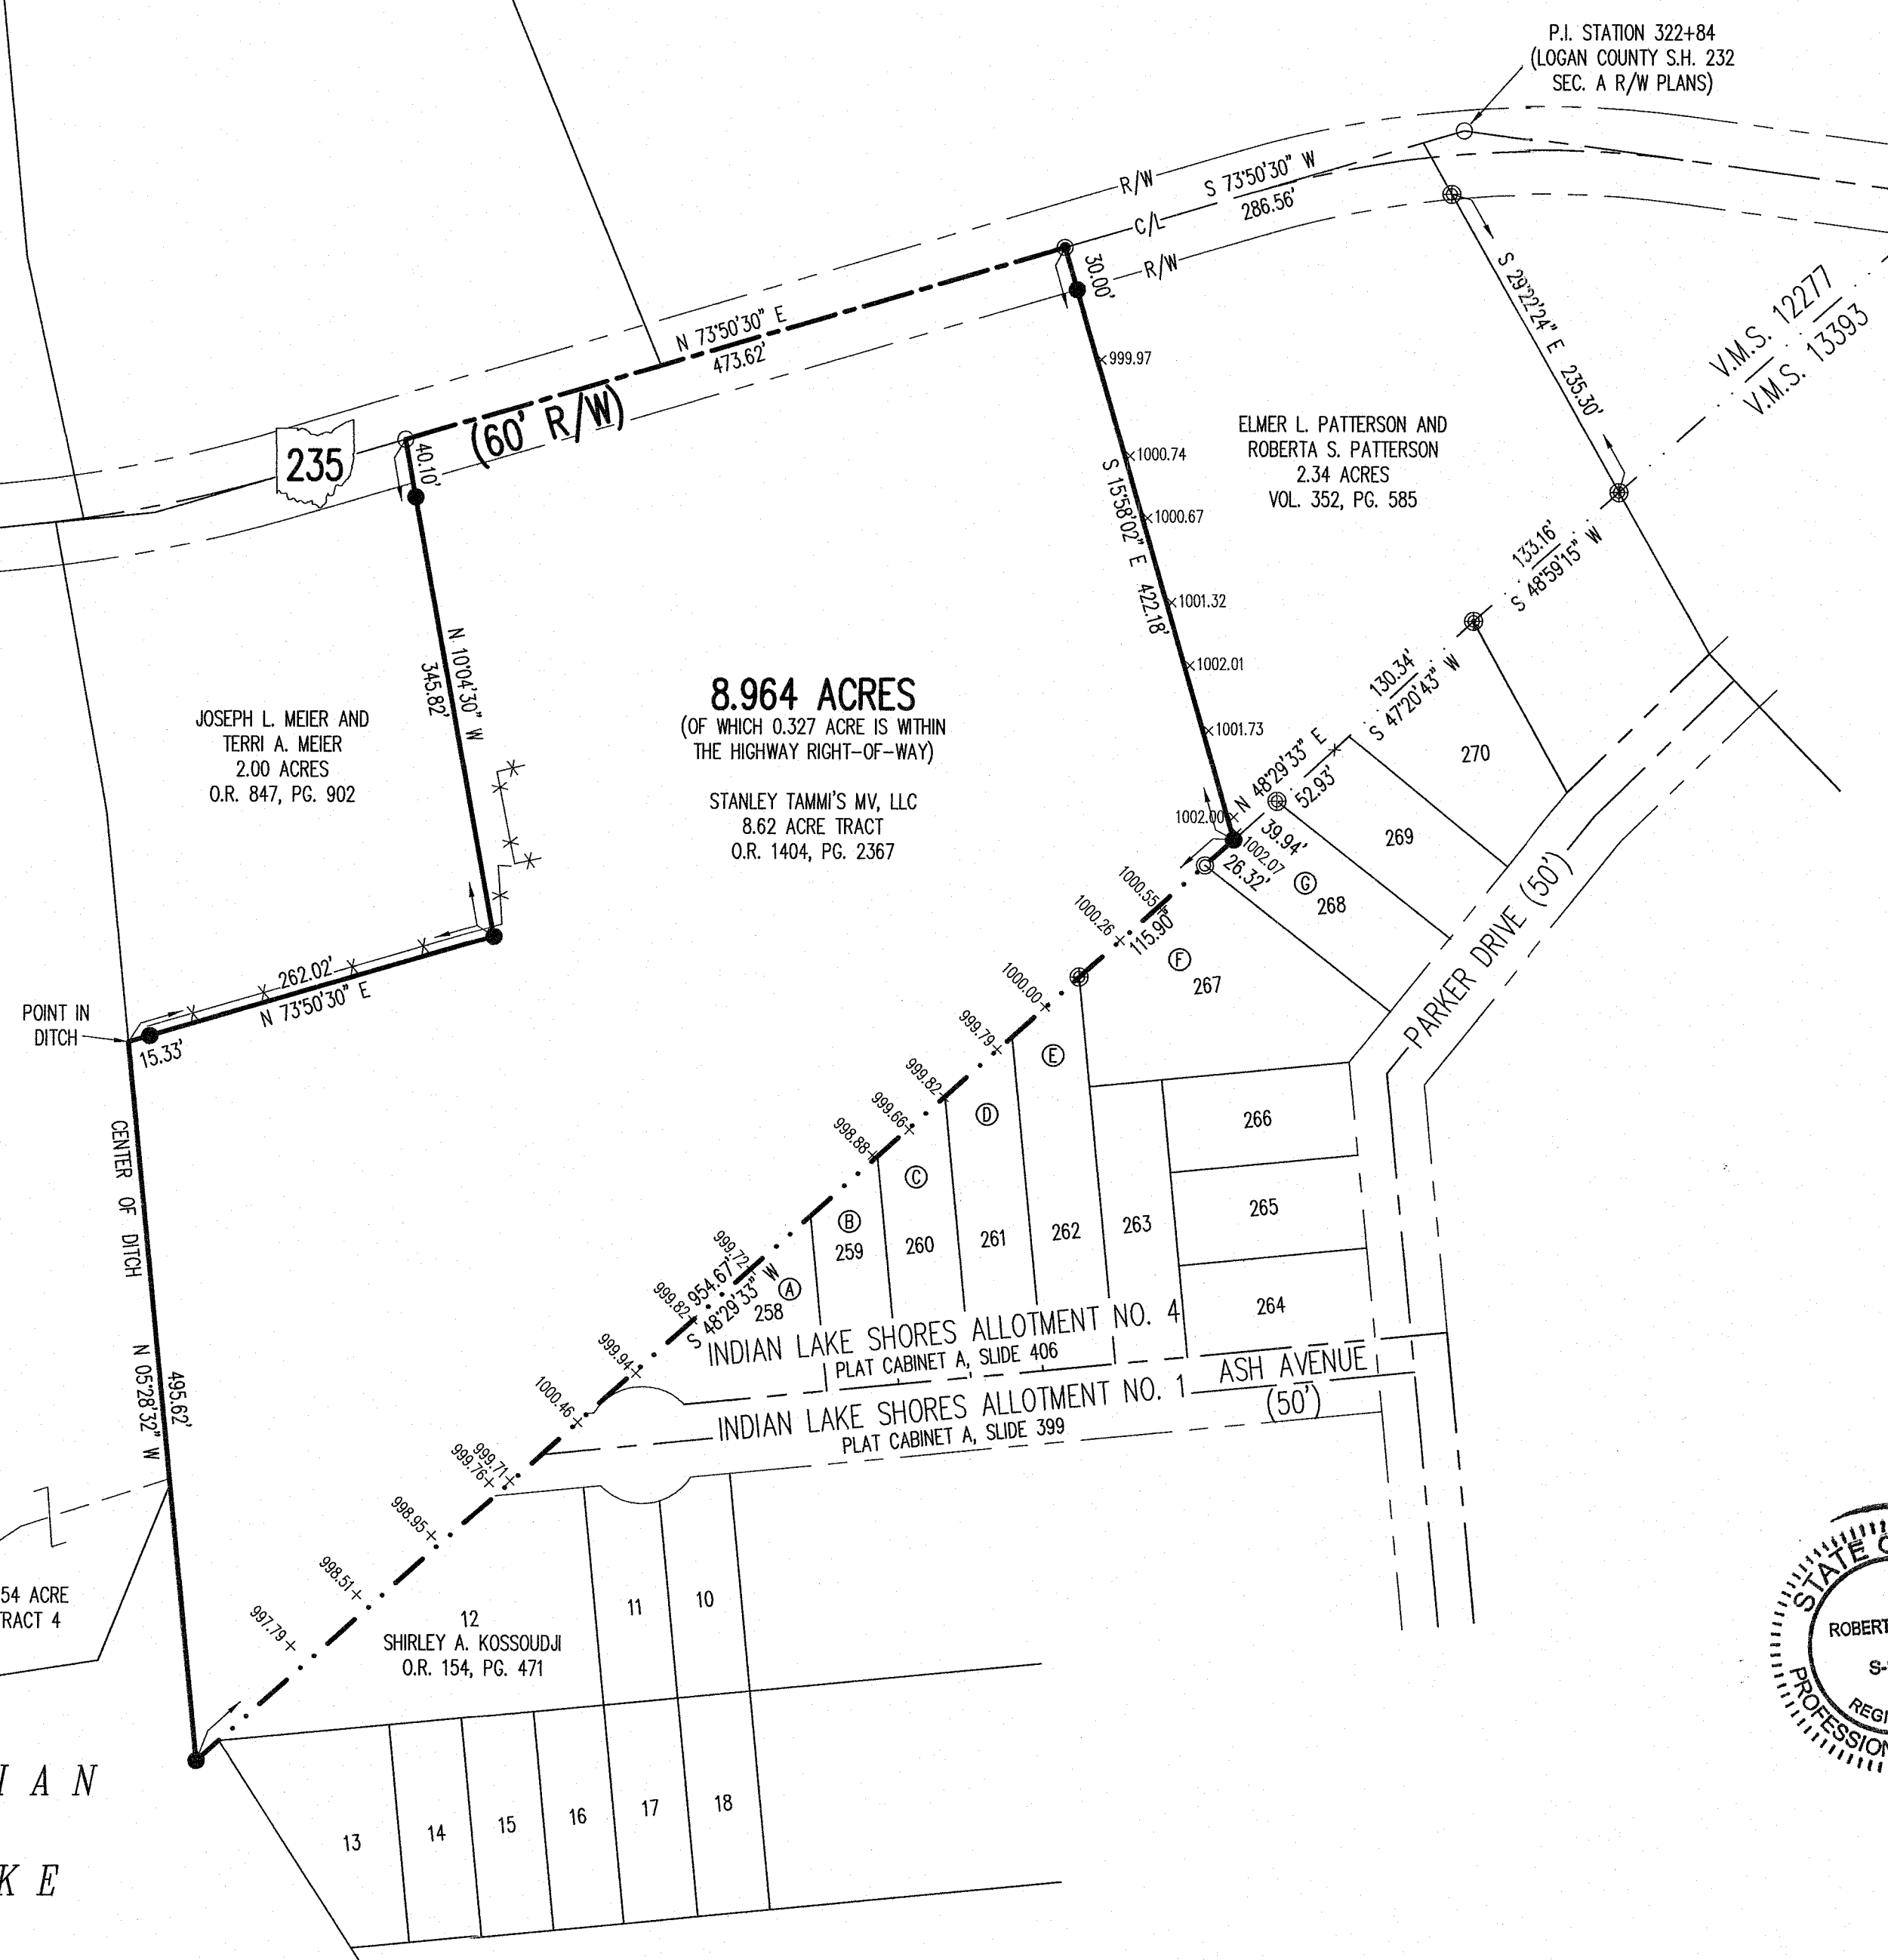 P.I. STATION 322+84
(LOGAN COUNTY S.H. 232
SEC. A R/W PLANS)
R/W
S 73°50'30" W
286.56'
C/L
R/W
30.00'
N 73°50'30" E
473.62'
(60' R/W)
235
40.10'
S 29°22'24" E 235.30'
V.M.S. 12277
V.M.S. 13393
999.97
1000.74
1000.67
1001.32
1002.01
1001.73
1002.00
S 15°58'02" E 422.18'
ELMER L. PATTERSON AND
ROBERTA S. PATTERSON
2.34 ACRES
VOL. 352, PG. 585
133.16'
S 48°59'15" W
130.34'
S 47°20'43" W
N 48°29'33" E
52.93'
39.94'
1002.07
26.32'
N 10°04'30" W
345.82'
JOSEPH L. MEIER AND
TERRI A. MEIER
2.00 ACRES
O.R. 847, PG. 902
8.964 ACRES
(OF WHICH 0.327 ACRE IS WITHIN
THE HIGHWAY RIGHT-OF-WAY)
STANLEY TAMMI'S MV, LLC
8.62 ACRE TRACT
O.R. 1404, PG. 2367
270
269
G
268
F
267
PARKER DRIVE (50')
1000.55
1000.26
115.90'
1000.00
999.79
999.82
999.66
998.88
262.02'
N 73°50'30" E
POINT IN
DITCH
15.33'
CENTER OF DITCH N 05°28'32" W
495.62'
E
D
C
B
A
266
265
264
263
262
261
260
259
258
999.72
954.67'
S 48°29'33" W
999.82
999.94
1000.46
999.71
999.76
998.95
998.51
997.79
INDIAN LAKE SHORES ALLOTMENT NO. 4
PLAT CABINET A, SLIDE 406
INDIAN LAKE SHORES ALLOTMENT NO. 1
PLAT CABINET A, SLIDE 399
ASH AVENUE
(50')
54 ACRE
RACT 4
12
SHIRLEY A. KOSSOUDJI
O.R. 154, PG. 471
11
10
13
14
15
16
17
18
I A N
K E
STATE O
ROBERT
S-
REGI
PROFESSION